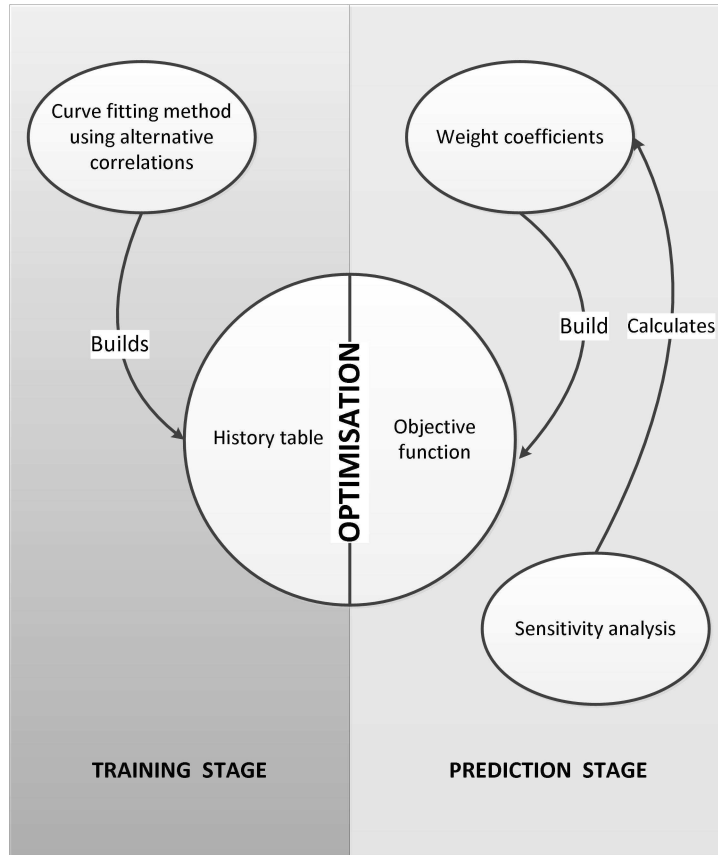 Curve fitting method
using alternative
correlations
Weight coefficients
Builds
Build
Calculates
History table
OPTIMISATION
Objective
function
Sensitivity analysis
TRAINING STAGE
PREDICTION STAGE